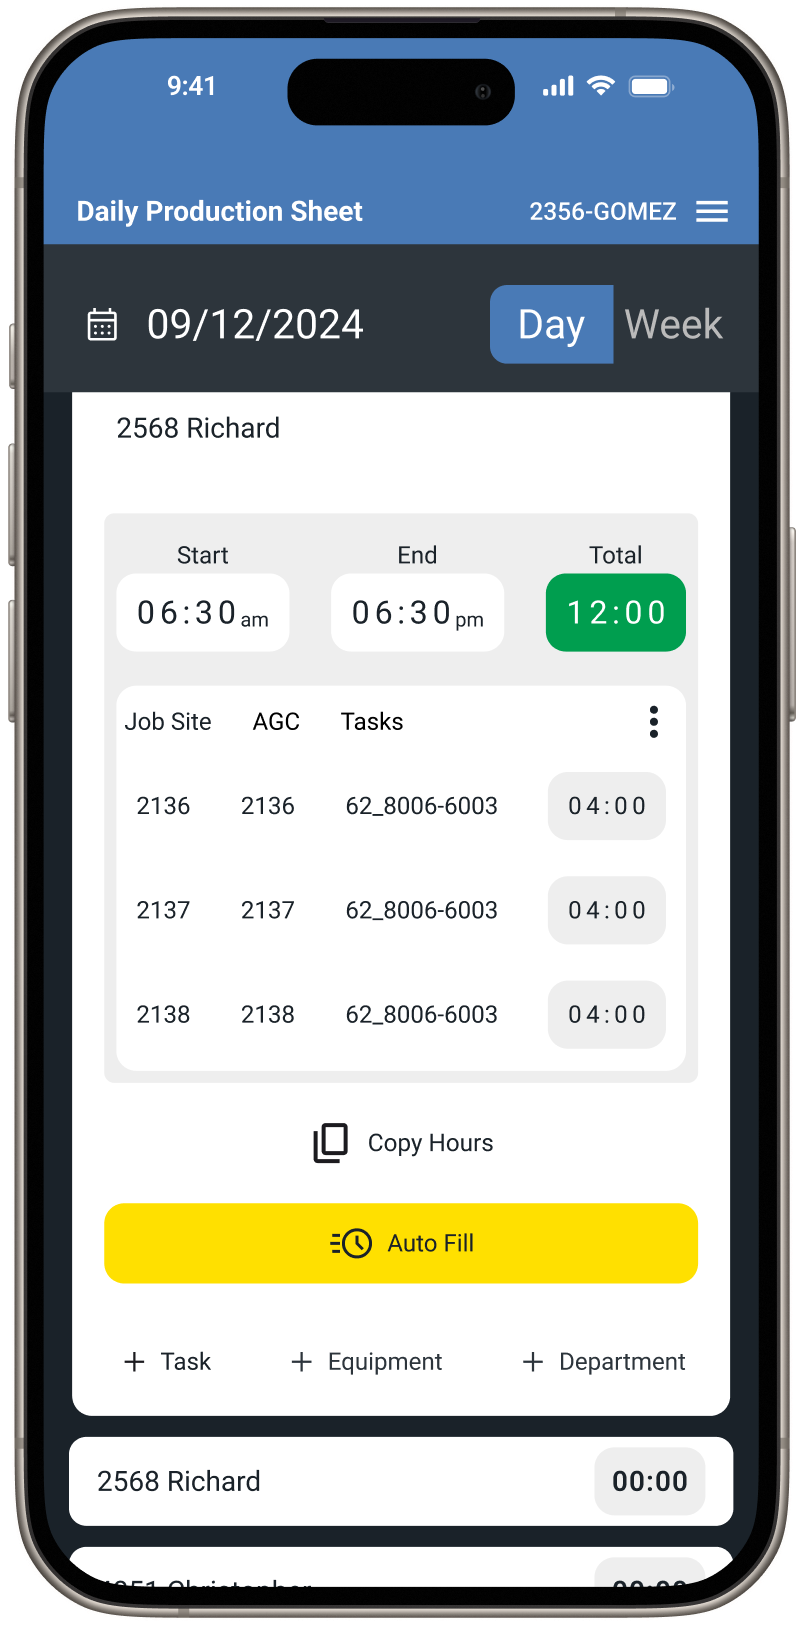 9:41
Daily Production Sheet 2356-GOMEZ
09/12/2024 Day Week
2568 Richard
Start End Total
06:30 am 06:30 pm 12:00
Job Site AGC Tasks
2136 2136 62_8006-6003 04:00
2137 2137 62_8006-6003 04:00
2138 2138 62_8006-6003 04:00
Copy Hours
Auto Fill
+ Task + Equipment + Department
2568 Richard 00:00
Christopher 00:00